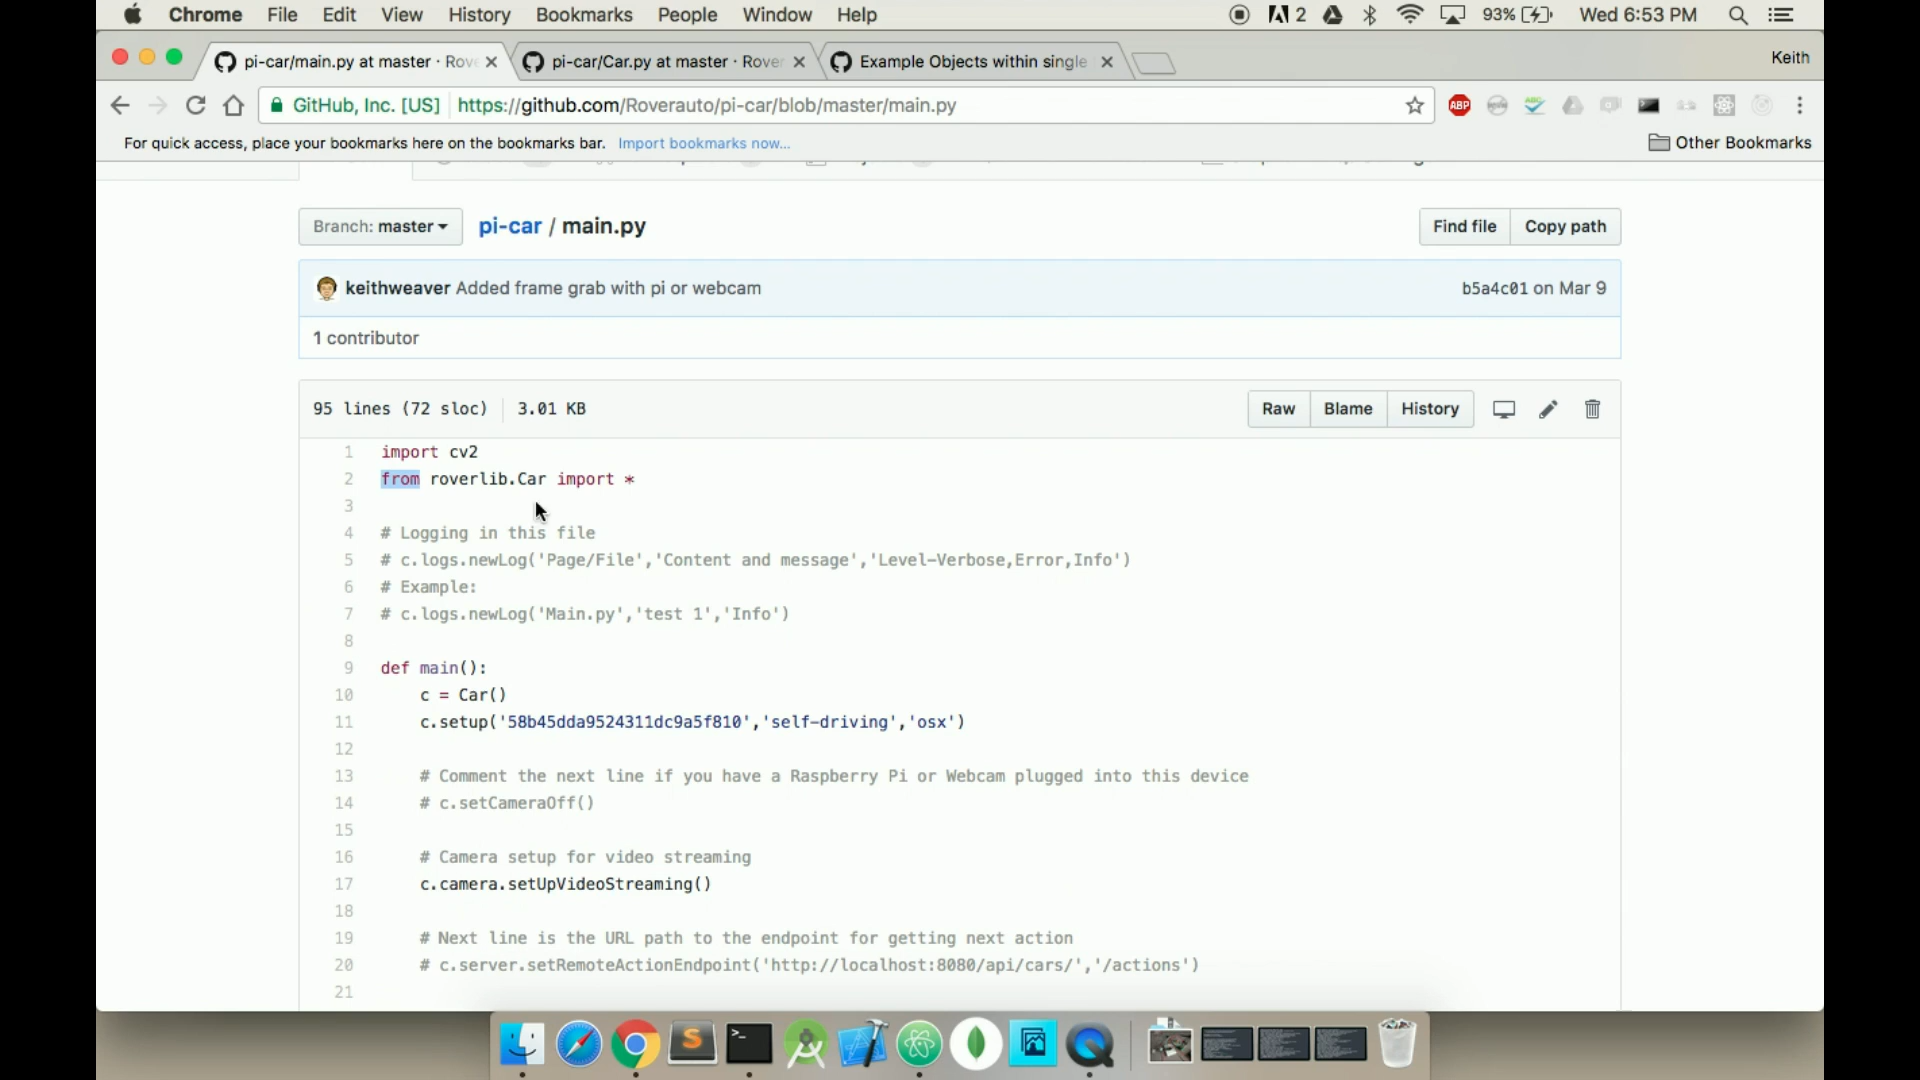 Chrome File Edit View History Bookmarks People Window Help 2 93% Wed 6:53 PM
pi-car/main.py at master · Rove pi-car/Car.py at master · Rover Example Objects within single Keith
GitHub, Inc. [US] https://github.com/Roverauto/pi-car/blob/master/main.py ABP
For quick access, place your bookmarks here on the bookmarks bar. Import bookmarks now... Other Bookmarks
Branch: master pi-car / main.py Find file Copy path
keithweaver Added frame grab with pi or webcam b5a4c01 on Mar 9
1 contributor
95 lines (72 sloc) 3.01 KB Raw Blame History
1 import cv2
2 from roverlib.Car import *
3
4 # Logging in this file
5 # c.logs.newLog('Page/File','Content and message','Level-Verbose,Error,Info')
6 # Example:
7 # c.logs.newLog('Main.py','test 1','Info')
8
9 def main():
10 c = Car()
11 c.setup('58b45dda9524311dc9a5f810','self-driving','osx')
12
13 # Comment the next line if you have a Raspberry Pi or Webcam plugged into this device
14 # c.setCameraOff()
15
16 # Camera setup for video streaming
17 c.camera.setUpVideoStreaming()
18
19 # Next line is the URL path to the endpoint for getting next action
20 # c.server.setRemoteActionEndpoint('http://localhost:8080/api/cars/','/actions')
21